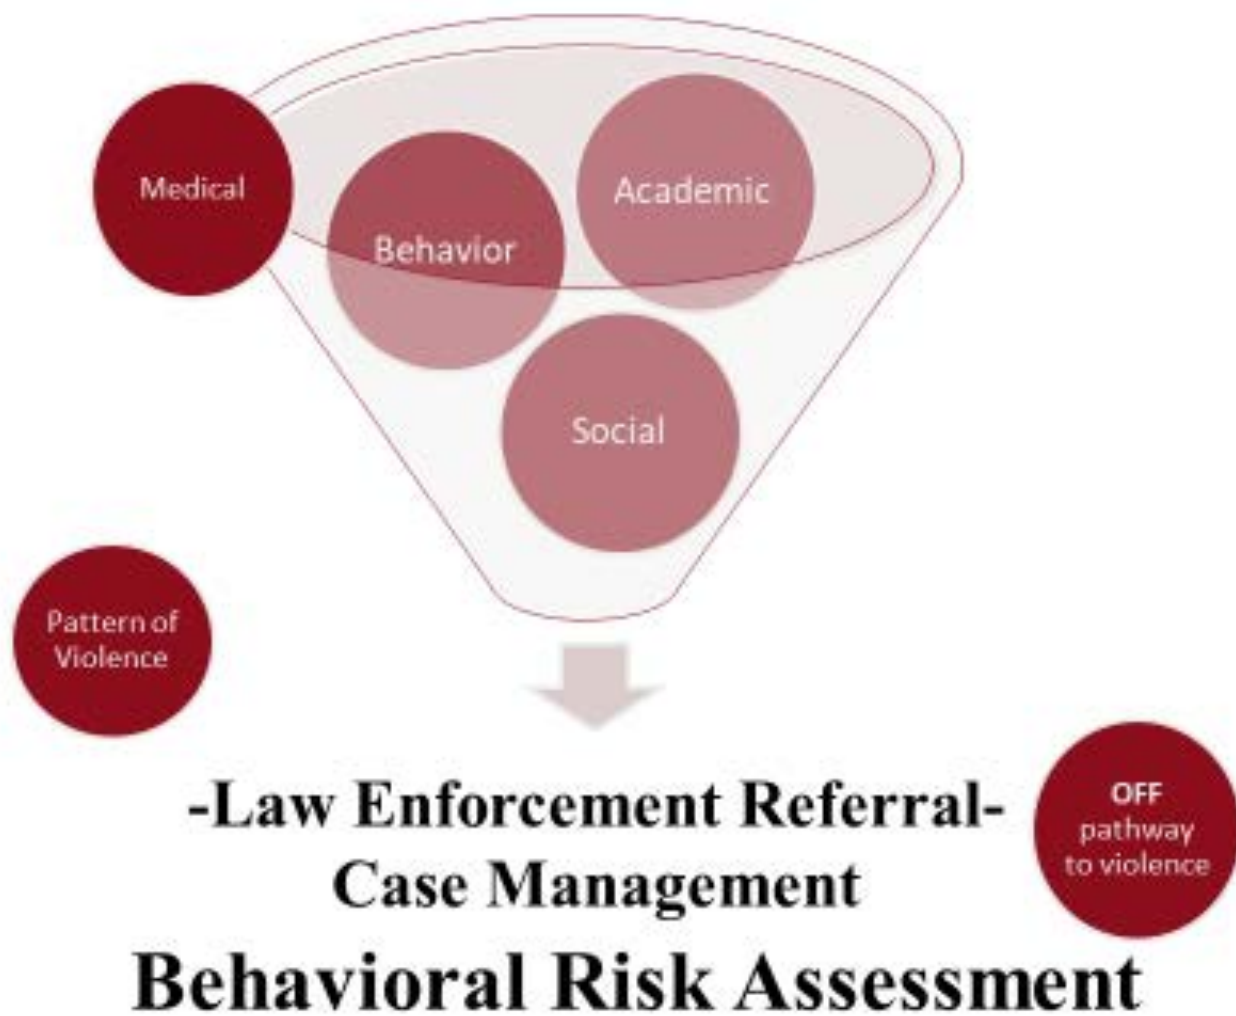 Medical
Academic
Behavior
Social
Pattern of
Violence
-Law Enforcement Referral-
Case Management
OFF
pathway
to violence
Behavioral Risk Assessment